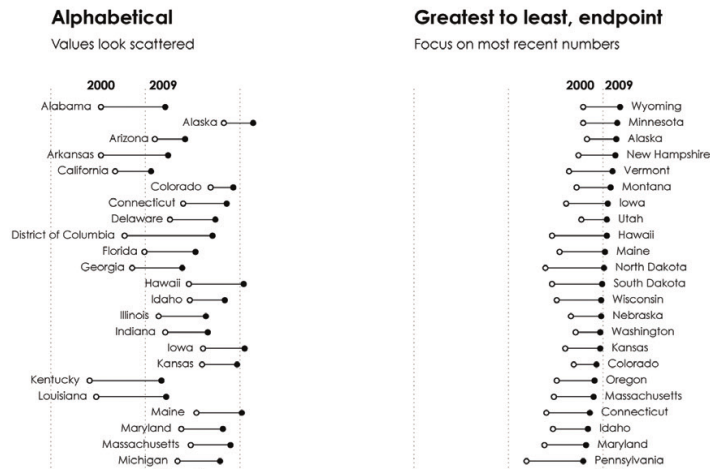 Alphabetical
Values look scattered
2000 2009
Alabama
Alaska
Arizona
Arkansas
California
Colorado
Connecticut
Delaware
District of Columbia
Florida
Georgia
Hawaii
Idaho
Illinois
Indiana
Iowa
Kansas
Kentucky
Louisiana
Maine
Maryland
Massachusetts
Michigan
Greatest to least, endpoint
Focus on most recent numbers
2000 2009
Wyoming
Minnesota
Alaska
New Hampshire
Vermont
Montana
Iowa
Utah
Hawaii
Maine
North Dakota
South Dakota
Wisconsin
Nebraska
Washington
Kansas
Colorado
Oregon
Massachusetts
Connecticut
Idaho
Maryland
Pennsylvania